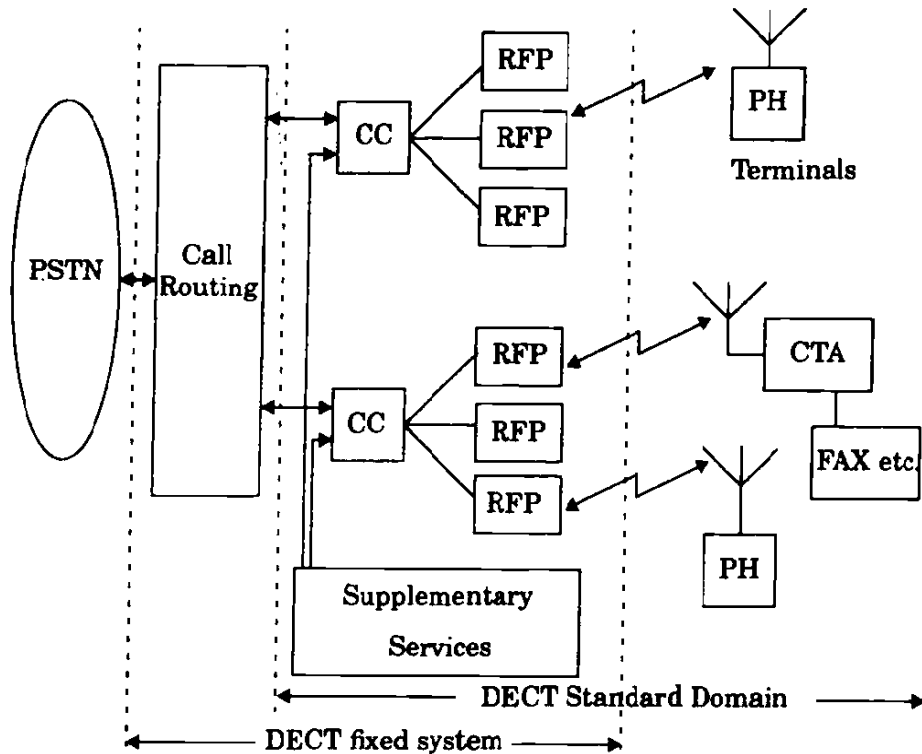 RFP
PH
CC
RFP
RFP
Terminals
PSTN
Call
Routing
RFP
CTA
CC
RFP
RFP
FAX etc.
PH
Supplementary
Services
DECT Standard Domain
DECT fixed system